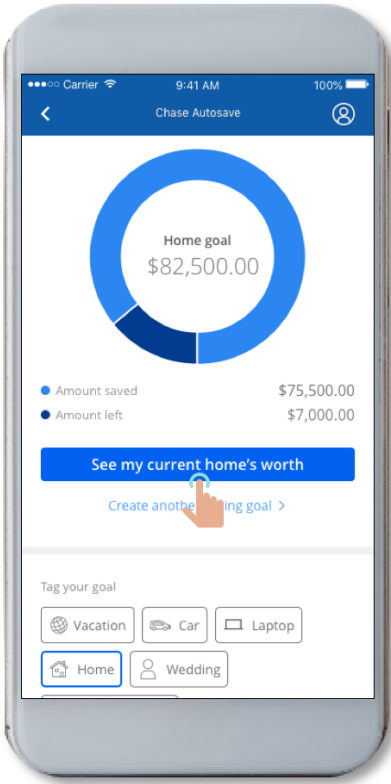 Carrier 9:41 AM 100%
Chase Autosave
Home goal
$82,500.00
Amount saved $75,500.00
Amount left $7,000.00
See my current home's worth
Create another ing goal >
Tag your goal
Vacation Car Laptop
Home Wedding